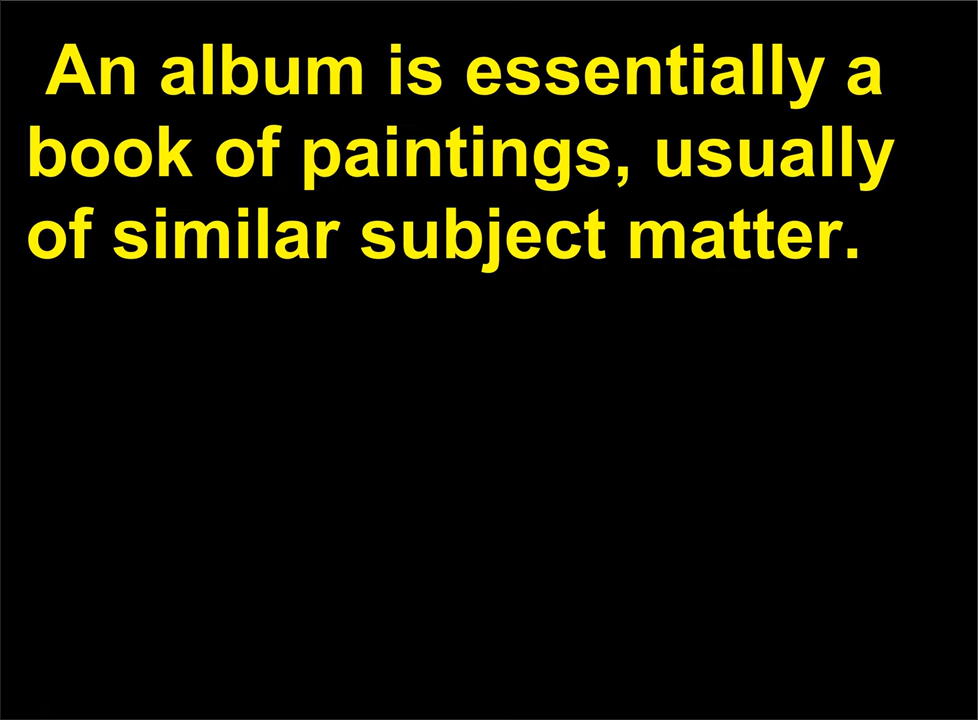 An album is essentially a
book of paintings, usually
of similar subject matter.